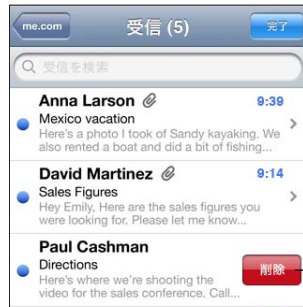 me.com
受信 (5)
完了
受信を検索
Anna Larson
9:39
Mexico vacation
Here's a photo I took of Sandy kayaking. We
also rented a boat and did a bit of fishing...
David Martinez
9:14
Sales Figures
Hey Emily, Here are the sales figures you
were looking for. Please let me know...
Paul Cashman
Directions
Here's where we're shooting the
video for the sales conference. Call...
削除